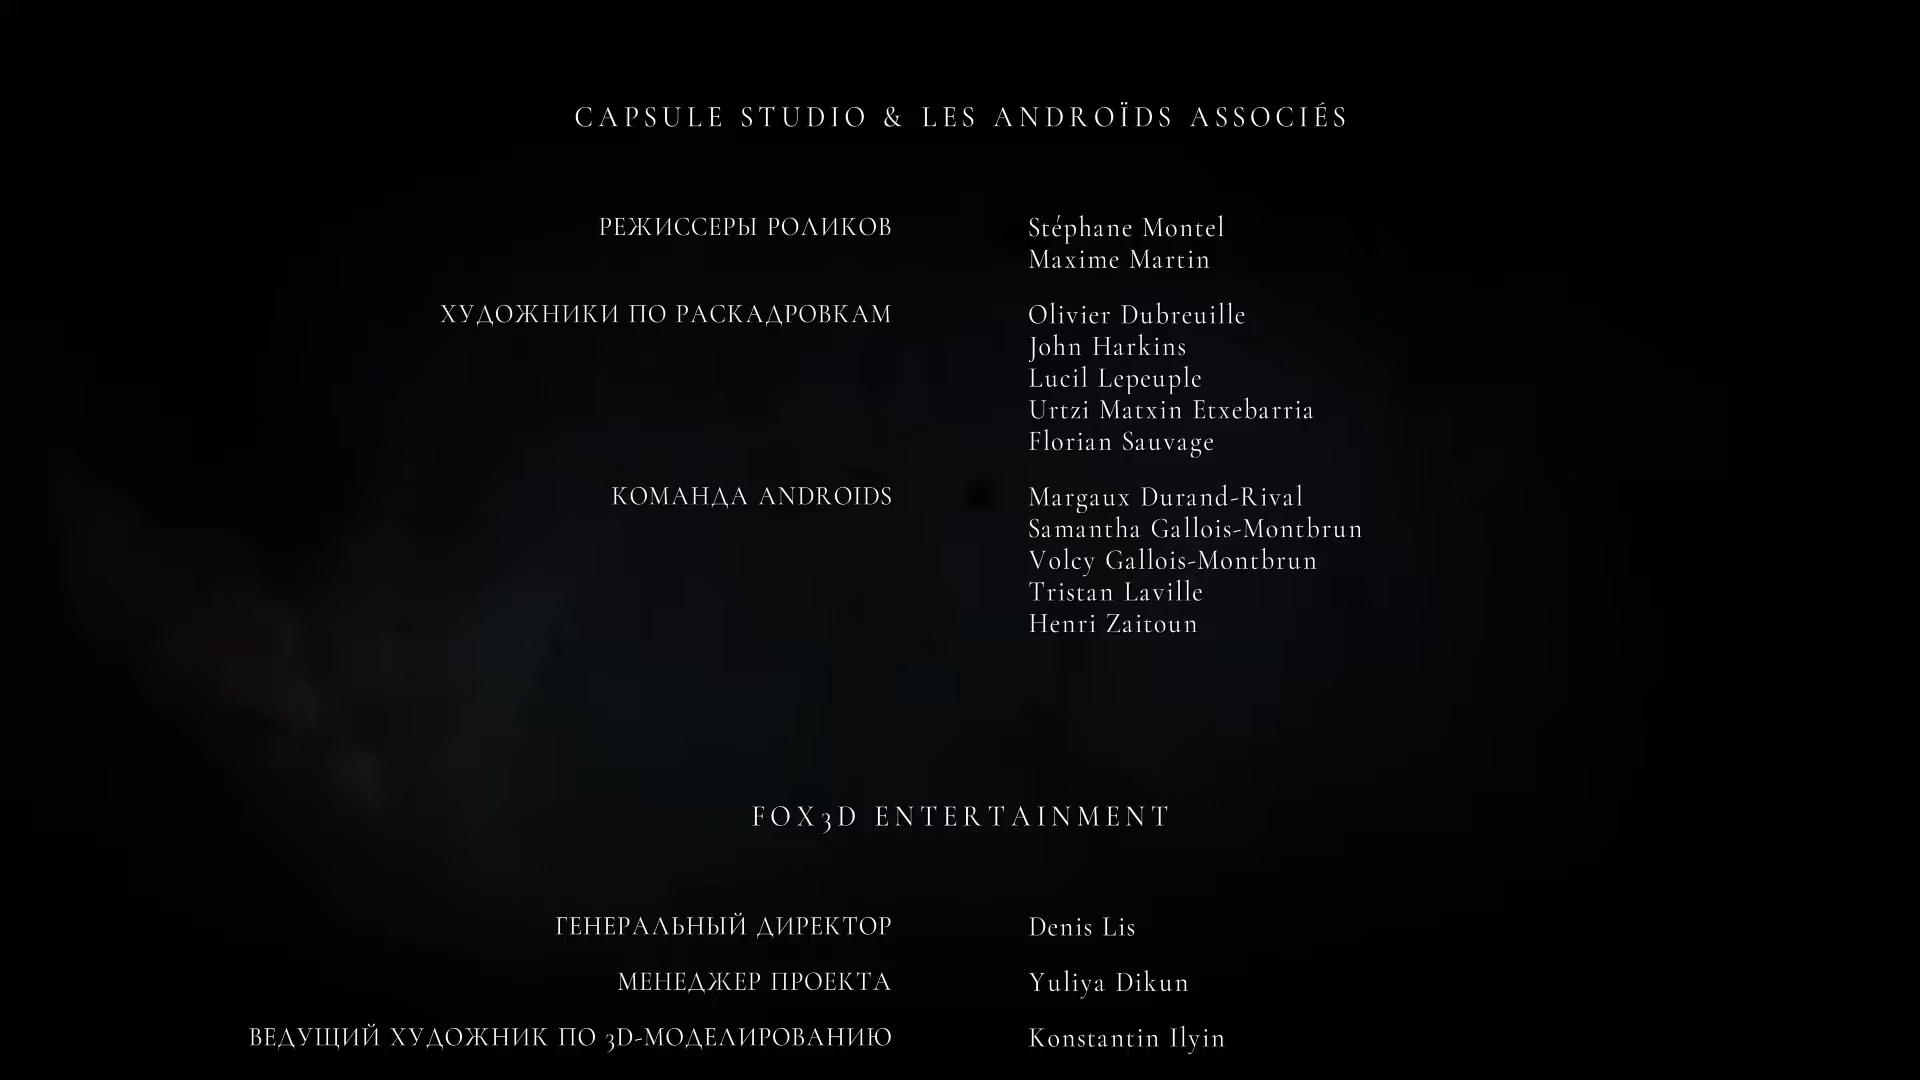 CAPSULE STUDIO & LES ANDROÏDS ASSOCIÉS
РЕЖИССЕРЫ РОЛИКОВ Stéphane Montel
Maxime Martin
ХУДОЖНИКИ ПО РАСКАДРОВКАМ Olivier Dubreuille
John Harkins
Lucil Lepeuple
Urtzi Matxin Etxebarria
Florian Sauvage
КОМАНДА ANDROIDS Margaux Durand-Rival
Samantha Gallois-Montbrun
Volcy Gallois-Montbrun
Tristan Laville
Henri Zaitoun
FOX3D ENTERTAINMENT
ГЕНЕРАЛЬНЫЙ ДИРЕКТОР Denis Lis
МЕНЕДЖЕР ПРОЕКТА Yuliya Dikun
ВЕДУЩИЙ ХУДОЖНИК ПО 3D-МОДЕЛИРОВАНИЮ Konstantin Ilyin